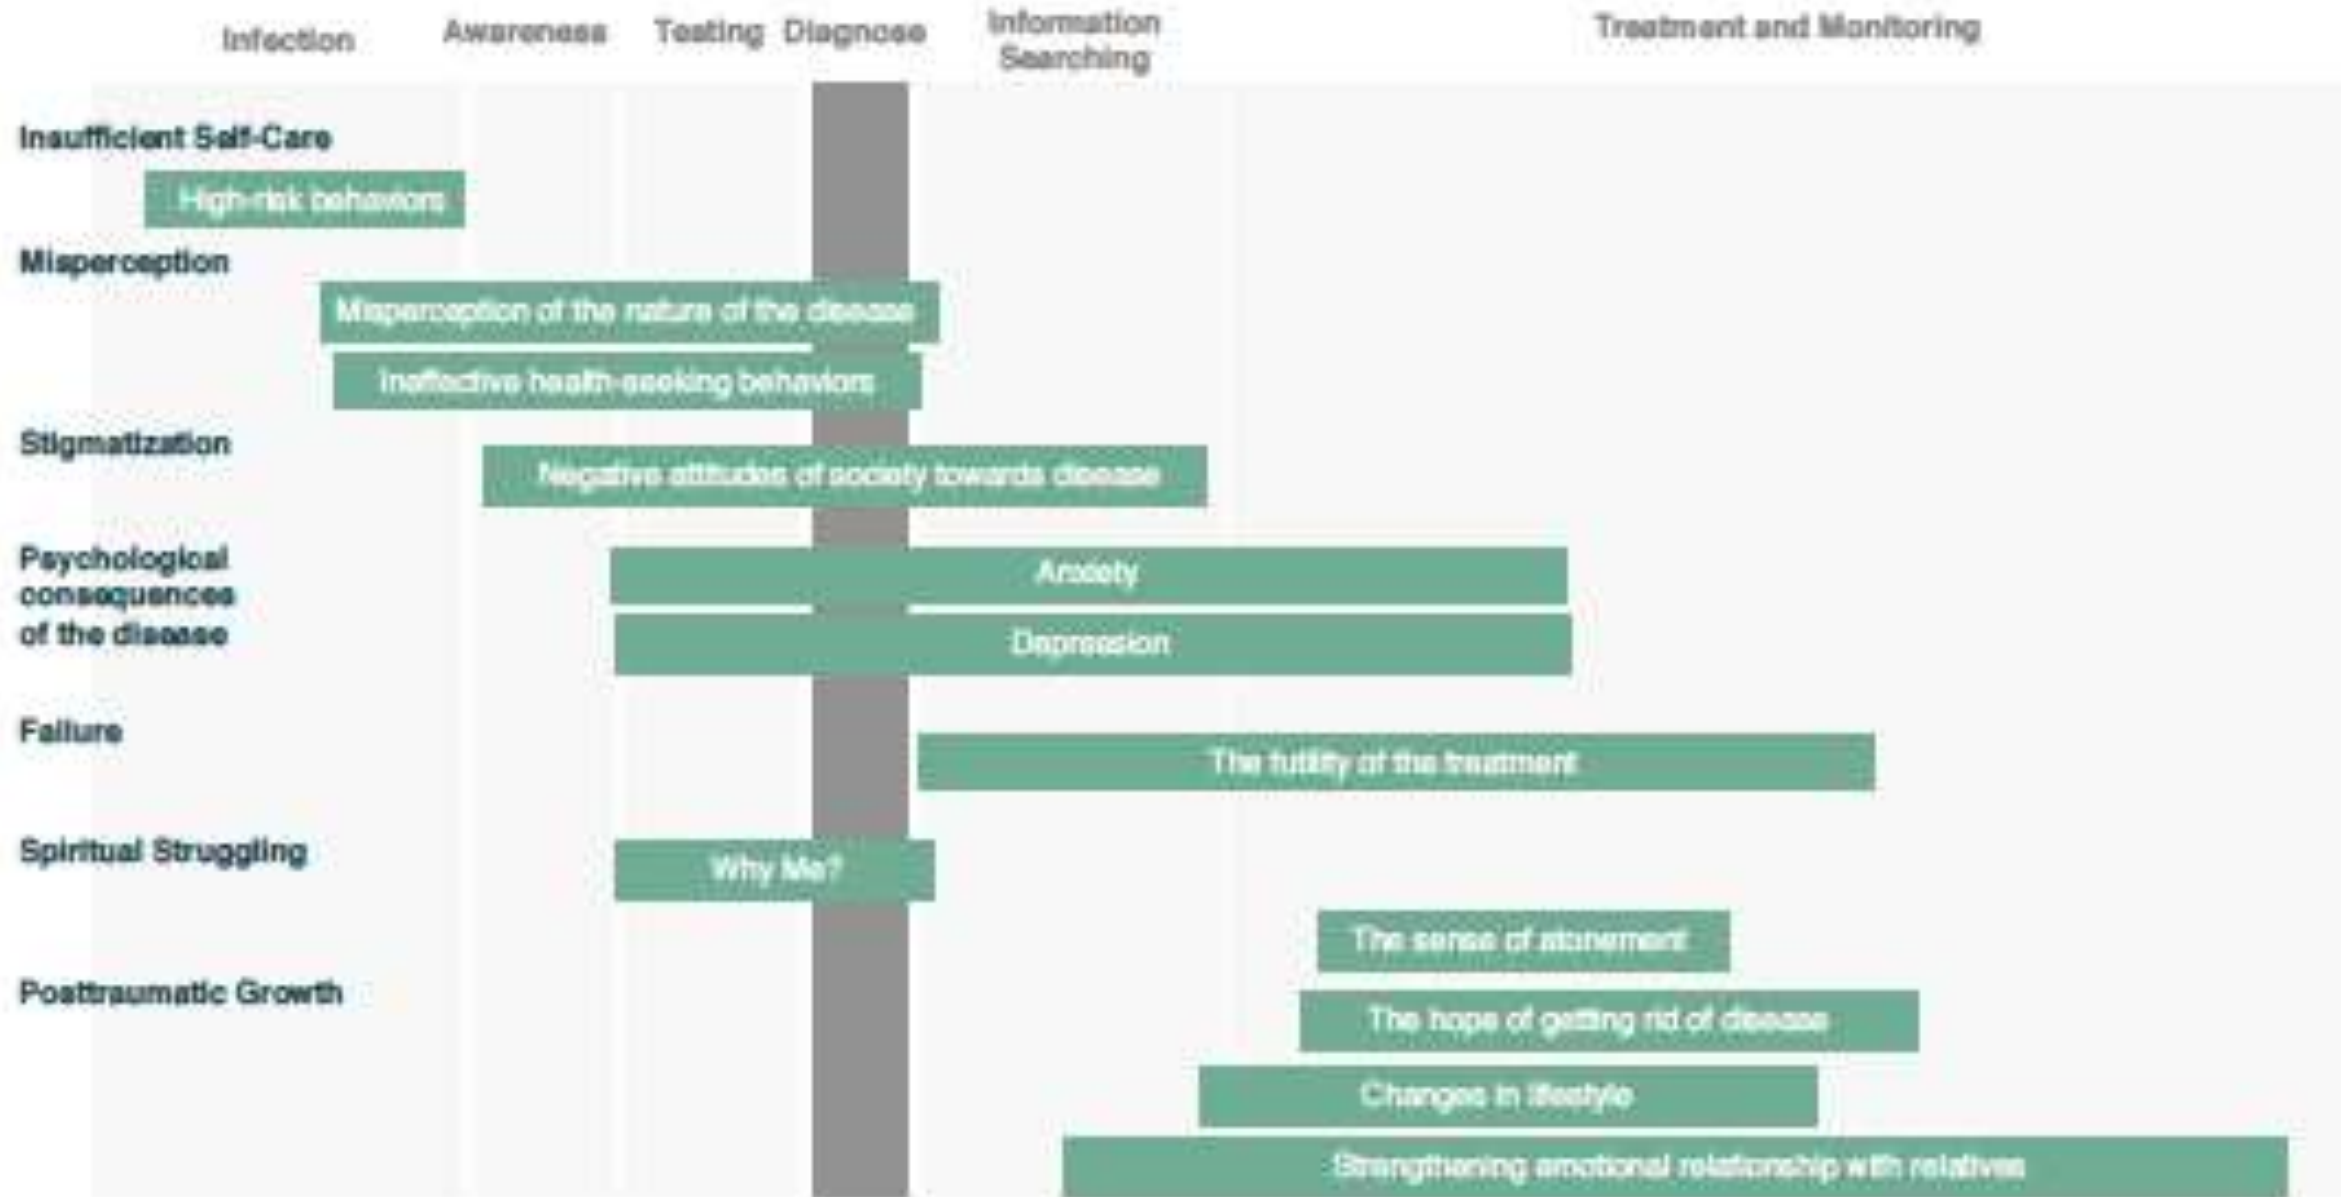 Infection
Awareness
Testing
Diagnose
Information
Searching
Treatment and Monitoring
Insufficient Self-Care
High-risk behaviors
Misperception
Misperception of the nature of the disease
Ineffective health-seeking behaviors
Stigmatization
Negative attitudes of society towards disease
Psychological
consequences
of the disease
Anxiety
Depression
Failure
The futility of the treatment
Spiritual Struggling
Why Me?
The sense of atonement
Posttraumatic Growth
The hope of getting rid of disease
Changes in lifestyle
Strengthening emotional relationship with relatives